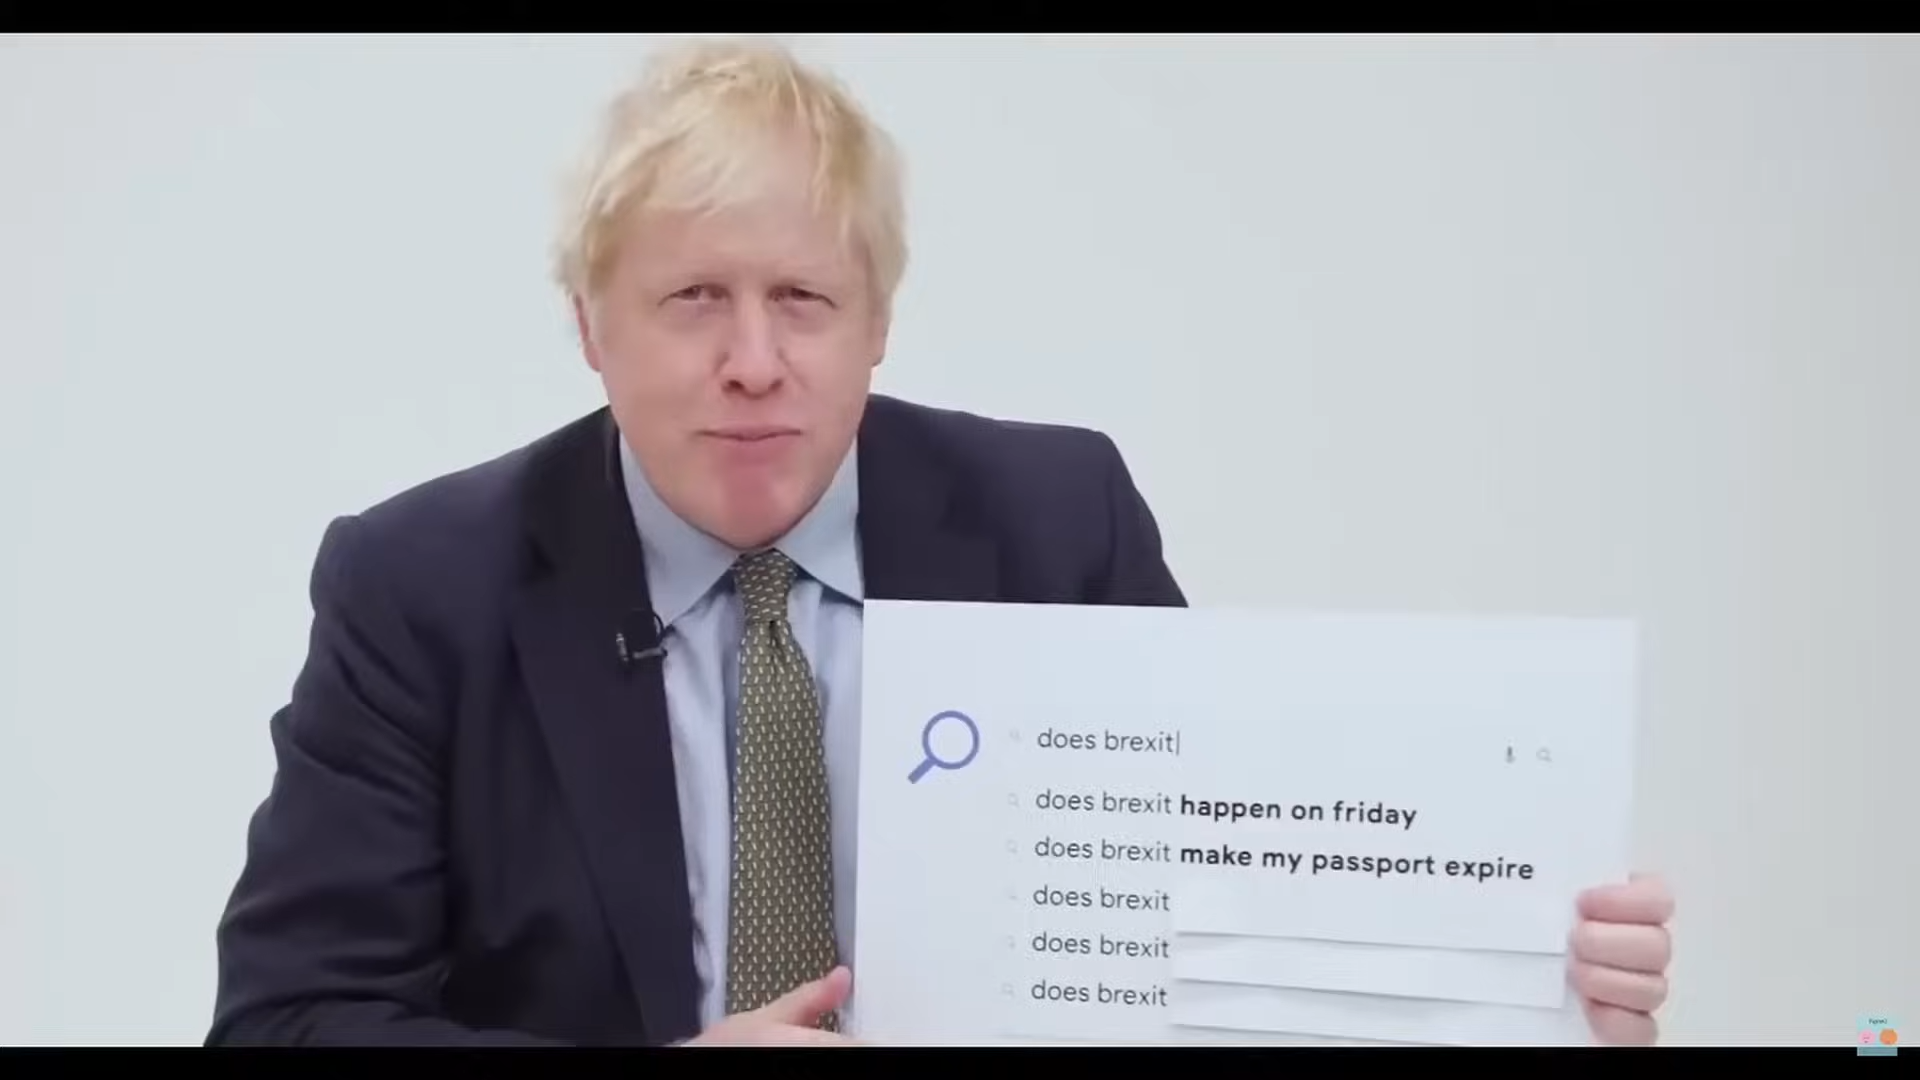 does brexit
does brexit happen on friday
does brexit make my passport expire
does brexit
does brexit
does brexit